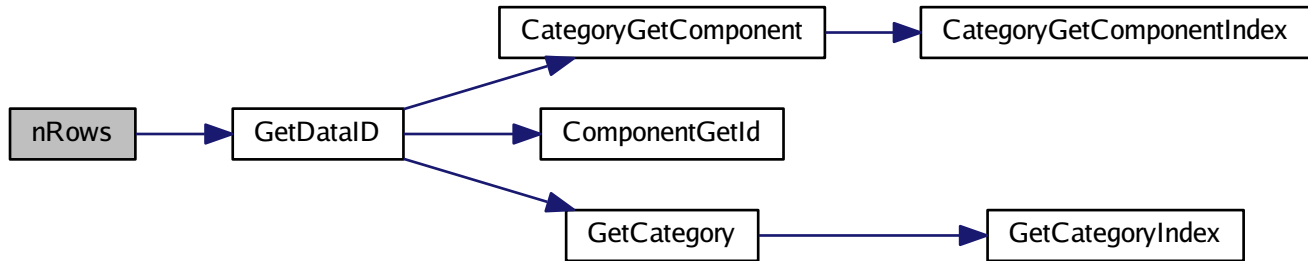 CategoryGetComponent
CategoryGetComponentIndex
nRows
GetDataID
ComponentGetId
GetCategory
GetCategoryIndex